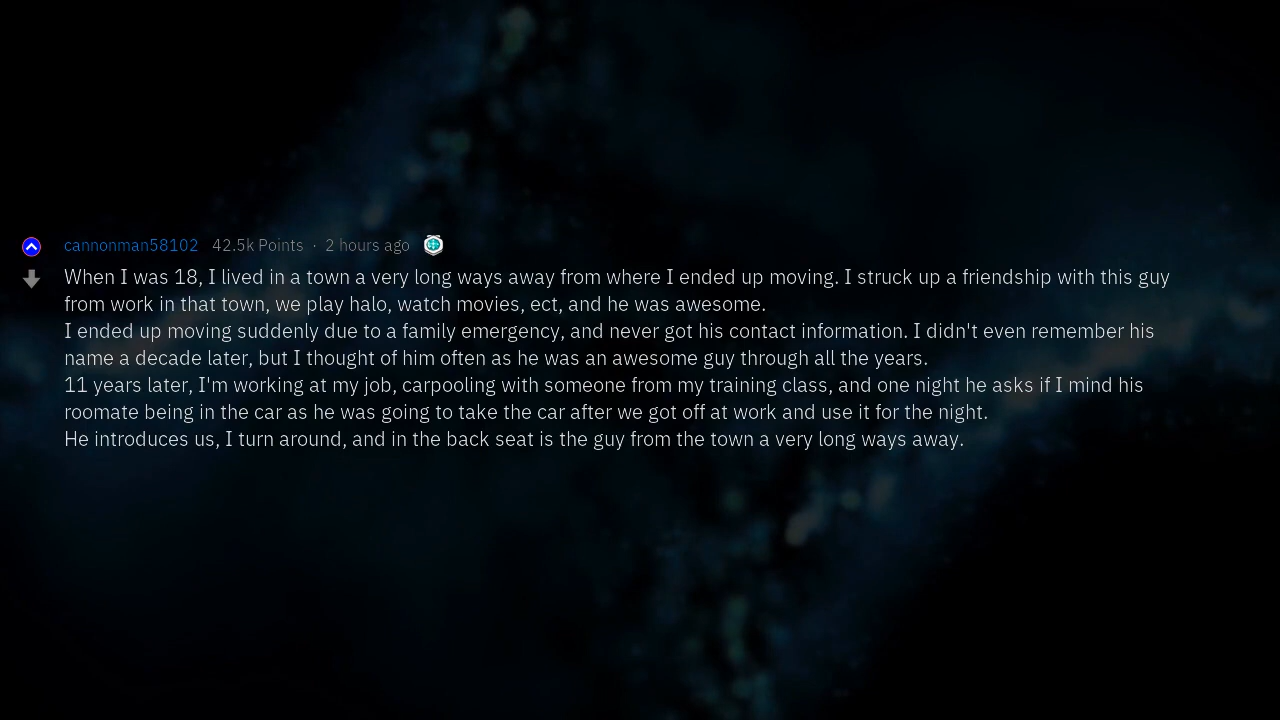 cannonman58102 42.5k Points · 2 hours ago
When I was 18, I lived in a town a very long ways away from where I ended up moving. I struck up a friendship with this guy
from work in that town, we play halo, watch movies, ect, and he was awesome.
I ended up moving suddenly due to a family emergency, and never got his contact information. I didn't even remember his
name a decade later, but I thought of him often as he was an awesome guy through all the years.
11 years later, I'm working at my job, carpooling with someone from my training class, and one night he asks if I mind his
roomate being in the car as he was going to take the car after we got off at work and use it for the night.
He introduces us, I turn around, and in the back seat is the guy from the town a very long ways away.